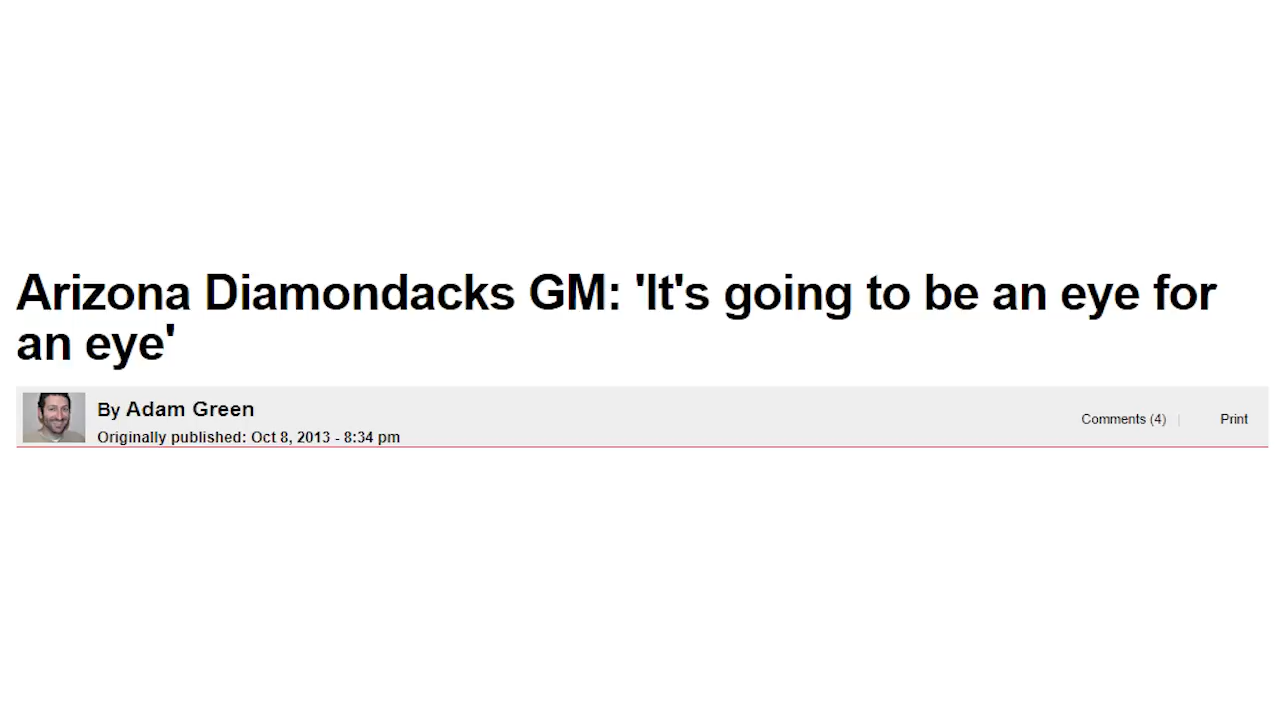 Arizona Diamondacks GM: 'It's going to be an eye for
an eye'
By Adam Green
Originally published: Oct 8, 2013 - 8:34 pm
Comments (4) | Print